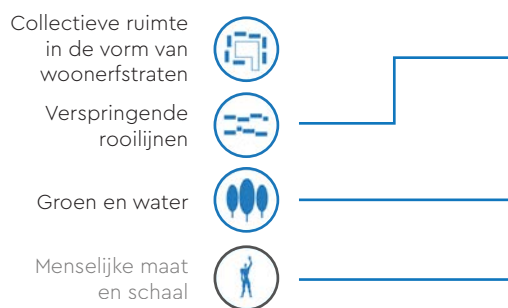 Collectieve ruimte
in de vorm van
woonerfstraten
Verspringende
rooilijnen
Groen en water
Menselijke maat
en schaal